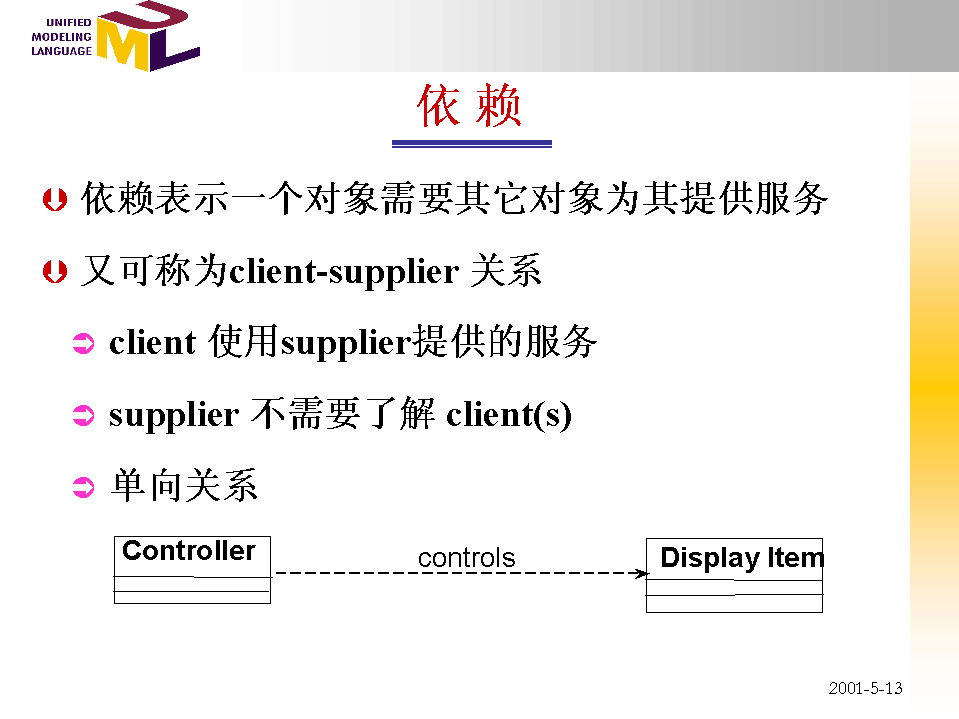 UNIFIED
MODELING
LANGUAGE
UML
依 赖
依赖表示一个对象需要其它对象为其提供服务
又可称为client-supplier 关系
client 使用supplier提供的服务
supplier 不需要了解 client(s)
单向关系
Controller
controls
Display Item
2001-5-13